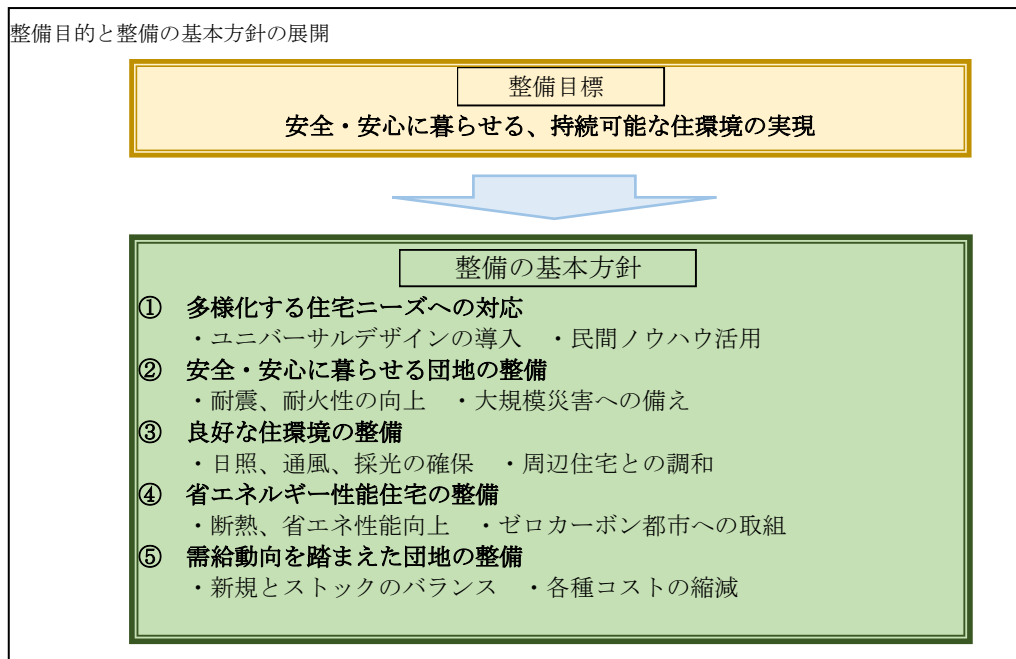 整備目的と整備の基本方針の展開
整備目標
安全・安心に暮らせる、持続可能な住環境の実現
整備の基本方針
① 多様化する住宅ニーズへの対応
・ユニバーサルデザインの導入 ・民間ノウハウ活用
② 安全・安心に暮らせる団地の整備
・耐震、耐火性の向上 ・大規模災害への備え
③ 良好な住環境の整備
・日照、通風、採光の確保 ・周辺住宅との調和
④ 省エネルギー性能住宅の整備
・断熱、省エネ性能向上 ・ゼロカーボン都市への取組
⑤ 需給動向を踏まえた団地の整備
・新規とストックのバランス ・各種コストの縮減